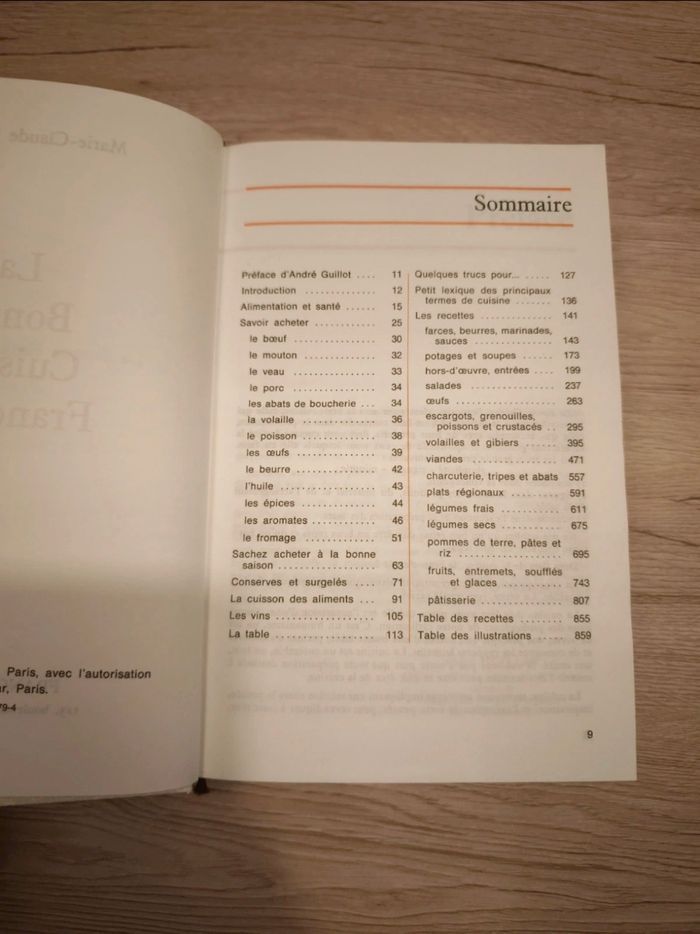 Paris, avec l'autorisation
r, Paris.
79-4
Sommaire
Préface d'André Guillot .... 11
Introduction ............ 12
Alimentation et santé ...... 15
Savoir acheter ............ 25
le bœuf .............. 30
le mouton ............ 32
le veau .............. 33
le porc .............. 34
les abats de boucherie ... 34
la volaille ............ 36
le poisson ............ 38
les œufs .............. 39
le beurre .............. 42
l'huile ............... 43
les épices ............ 44
les aromates .......... 46
le fromage ............ 51
Sachez acheter à la bonne
saison ................. 63
Conserves et surgelés .... 71
La cuisson des aliments ... 91
Les vins ................ 105
La table ................ 113
Quelques trucs pour... ..... 127
Petit lexique des principaux
termes de cuisine ....... 136
Les recettes .............. 141
farces, beurres, marinades,
sauces ............... 143
potages et soupes ...... 173
hors-d'œuvre, entrées .... 199
salades ............... 237
œufs ................. 263
escargots, grenouilles,
poissons et crustacés .. 295
volailles et gibiers ...... 395
viandes ............... 471
charcuterie, tripes et abats 557
plats régionaux ......... 591
légumes frais .......... 611
légumes secs .......... 675
pommes de terre, pâtes et
riz .................. 695
fruits, entremets, soufflés
et glaces ............ 743
pâtisserie .............. 807
Table des recettes ........ 855
Table des illustrations ..... 859
9